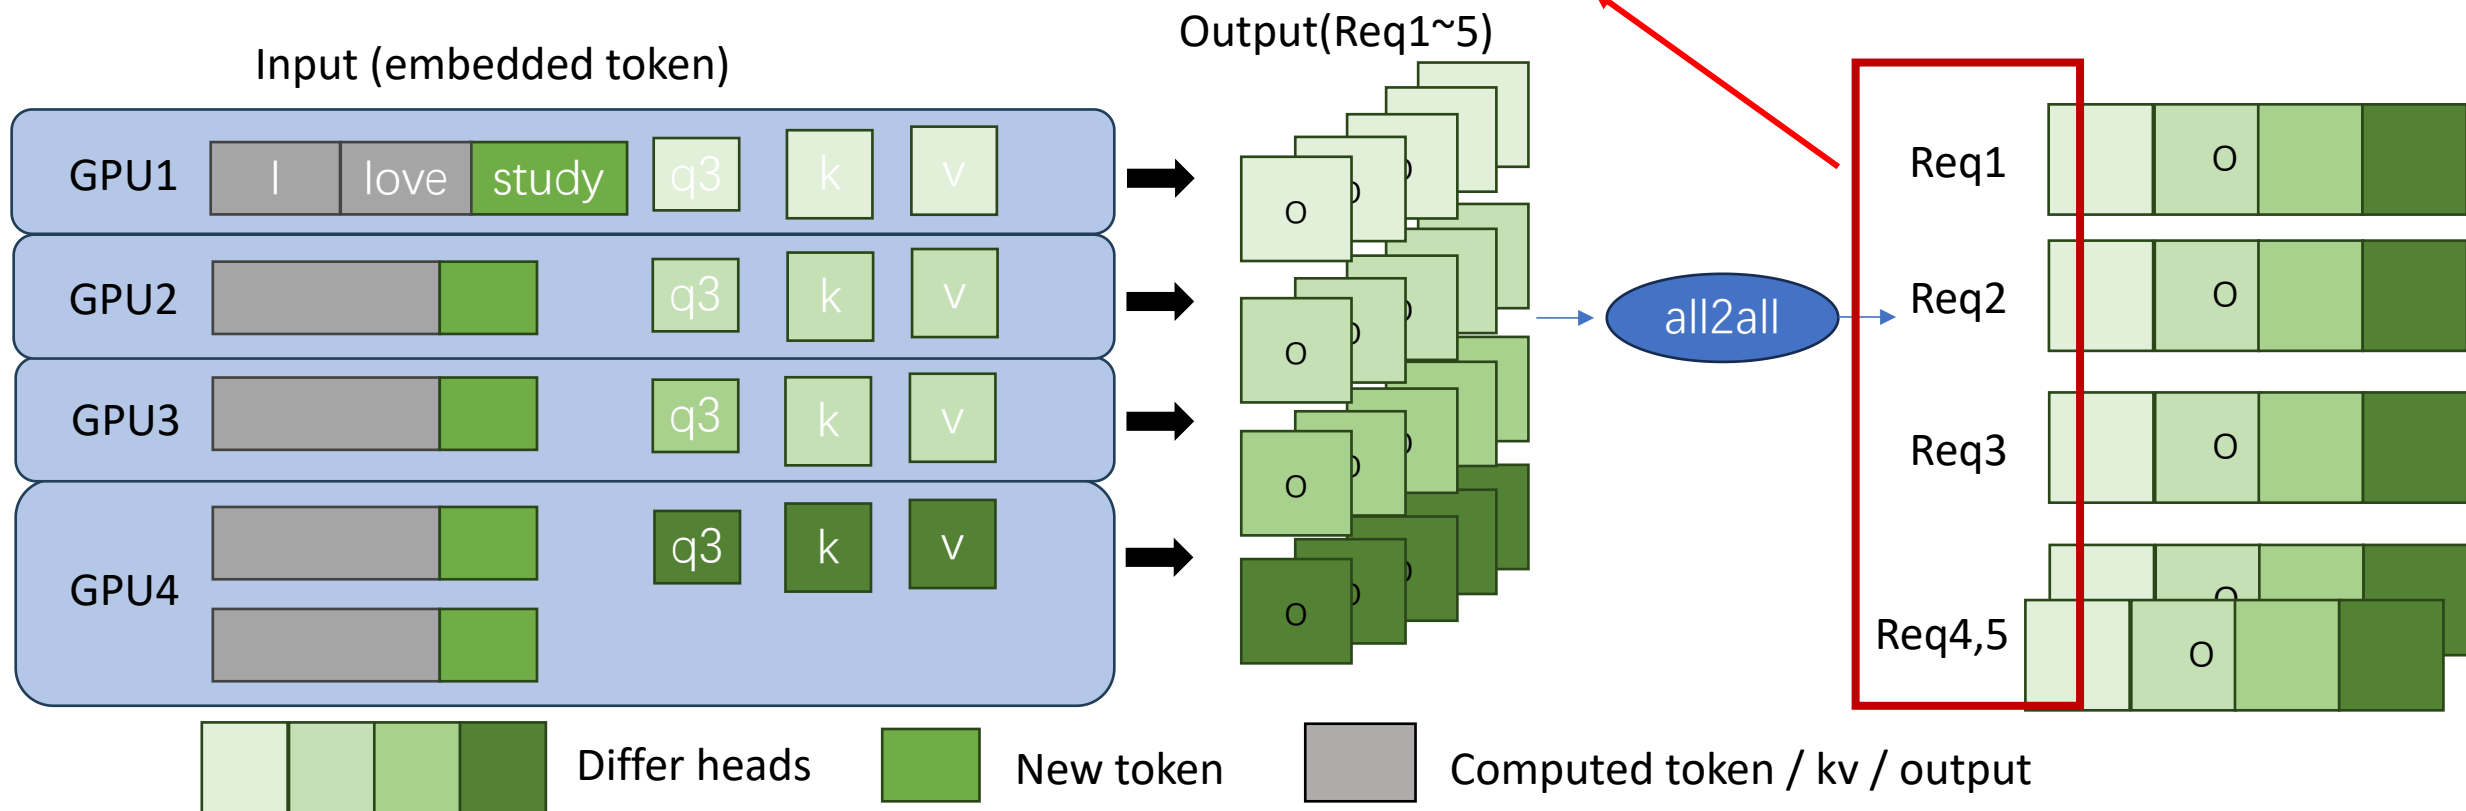 Output(Req1~5)
Input (embedded token)
GPU1 I love study q3 k v
GPU2 q3 k v
GPU3 q3 k v
GPU4 q3 k v
O O O
O O O
O O O
O O O
all2all
Req1 O
Req2 O
Req3 O
O
Req4,5 O
Differ heads
New token
Computed token / kv / output